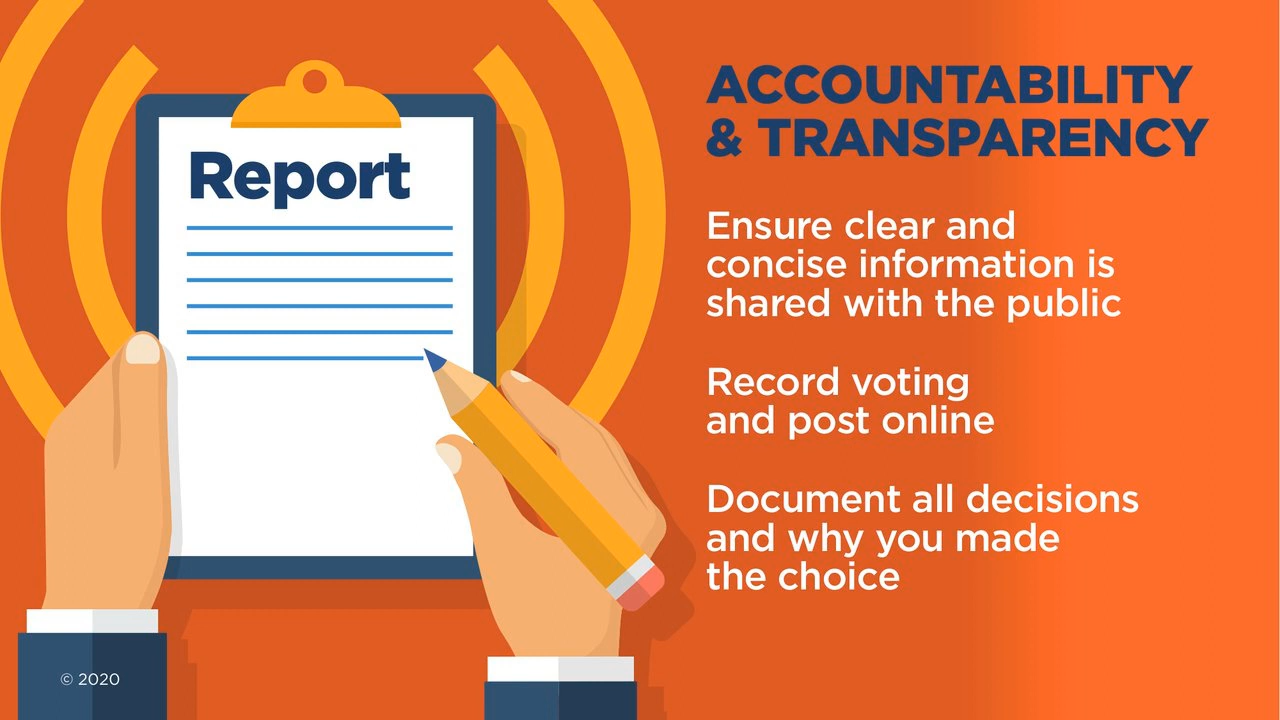 Report
ACCOUNTABILITY
& TRANSPARENCY
Ensure clear and
concise information is
shared with the public
Record voting
and post online
Document all decisions
and why you made
the choice
© 2020